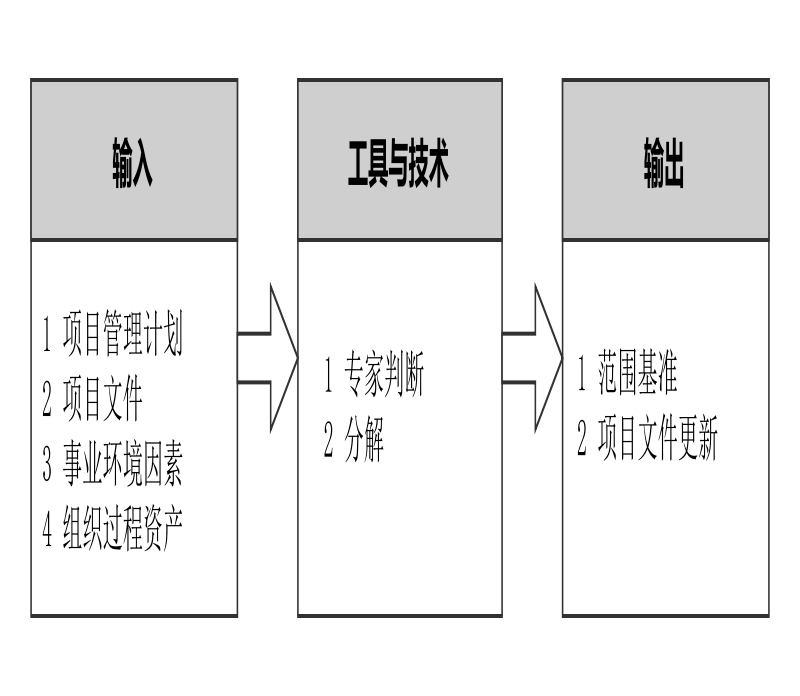 输入
1 项目管理计划
2 项目文件
3 事业环境因素
4 组织过程资产
工具与技术
1 专家判断
2 分解
输出
1 范围基准
2 项目文件更新